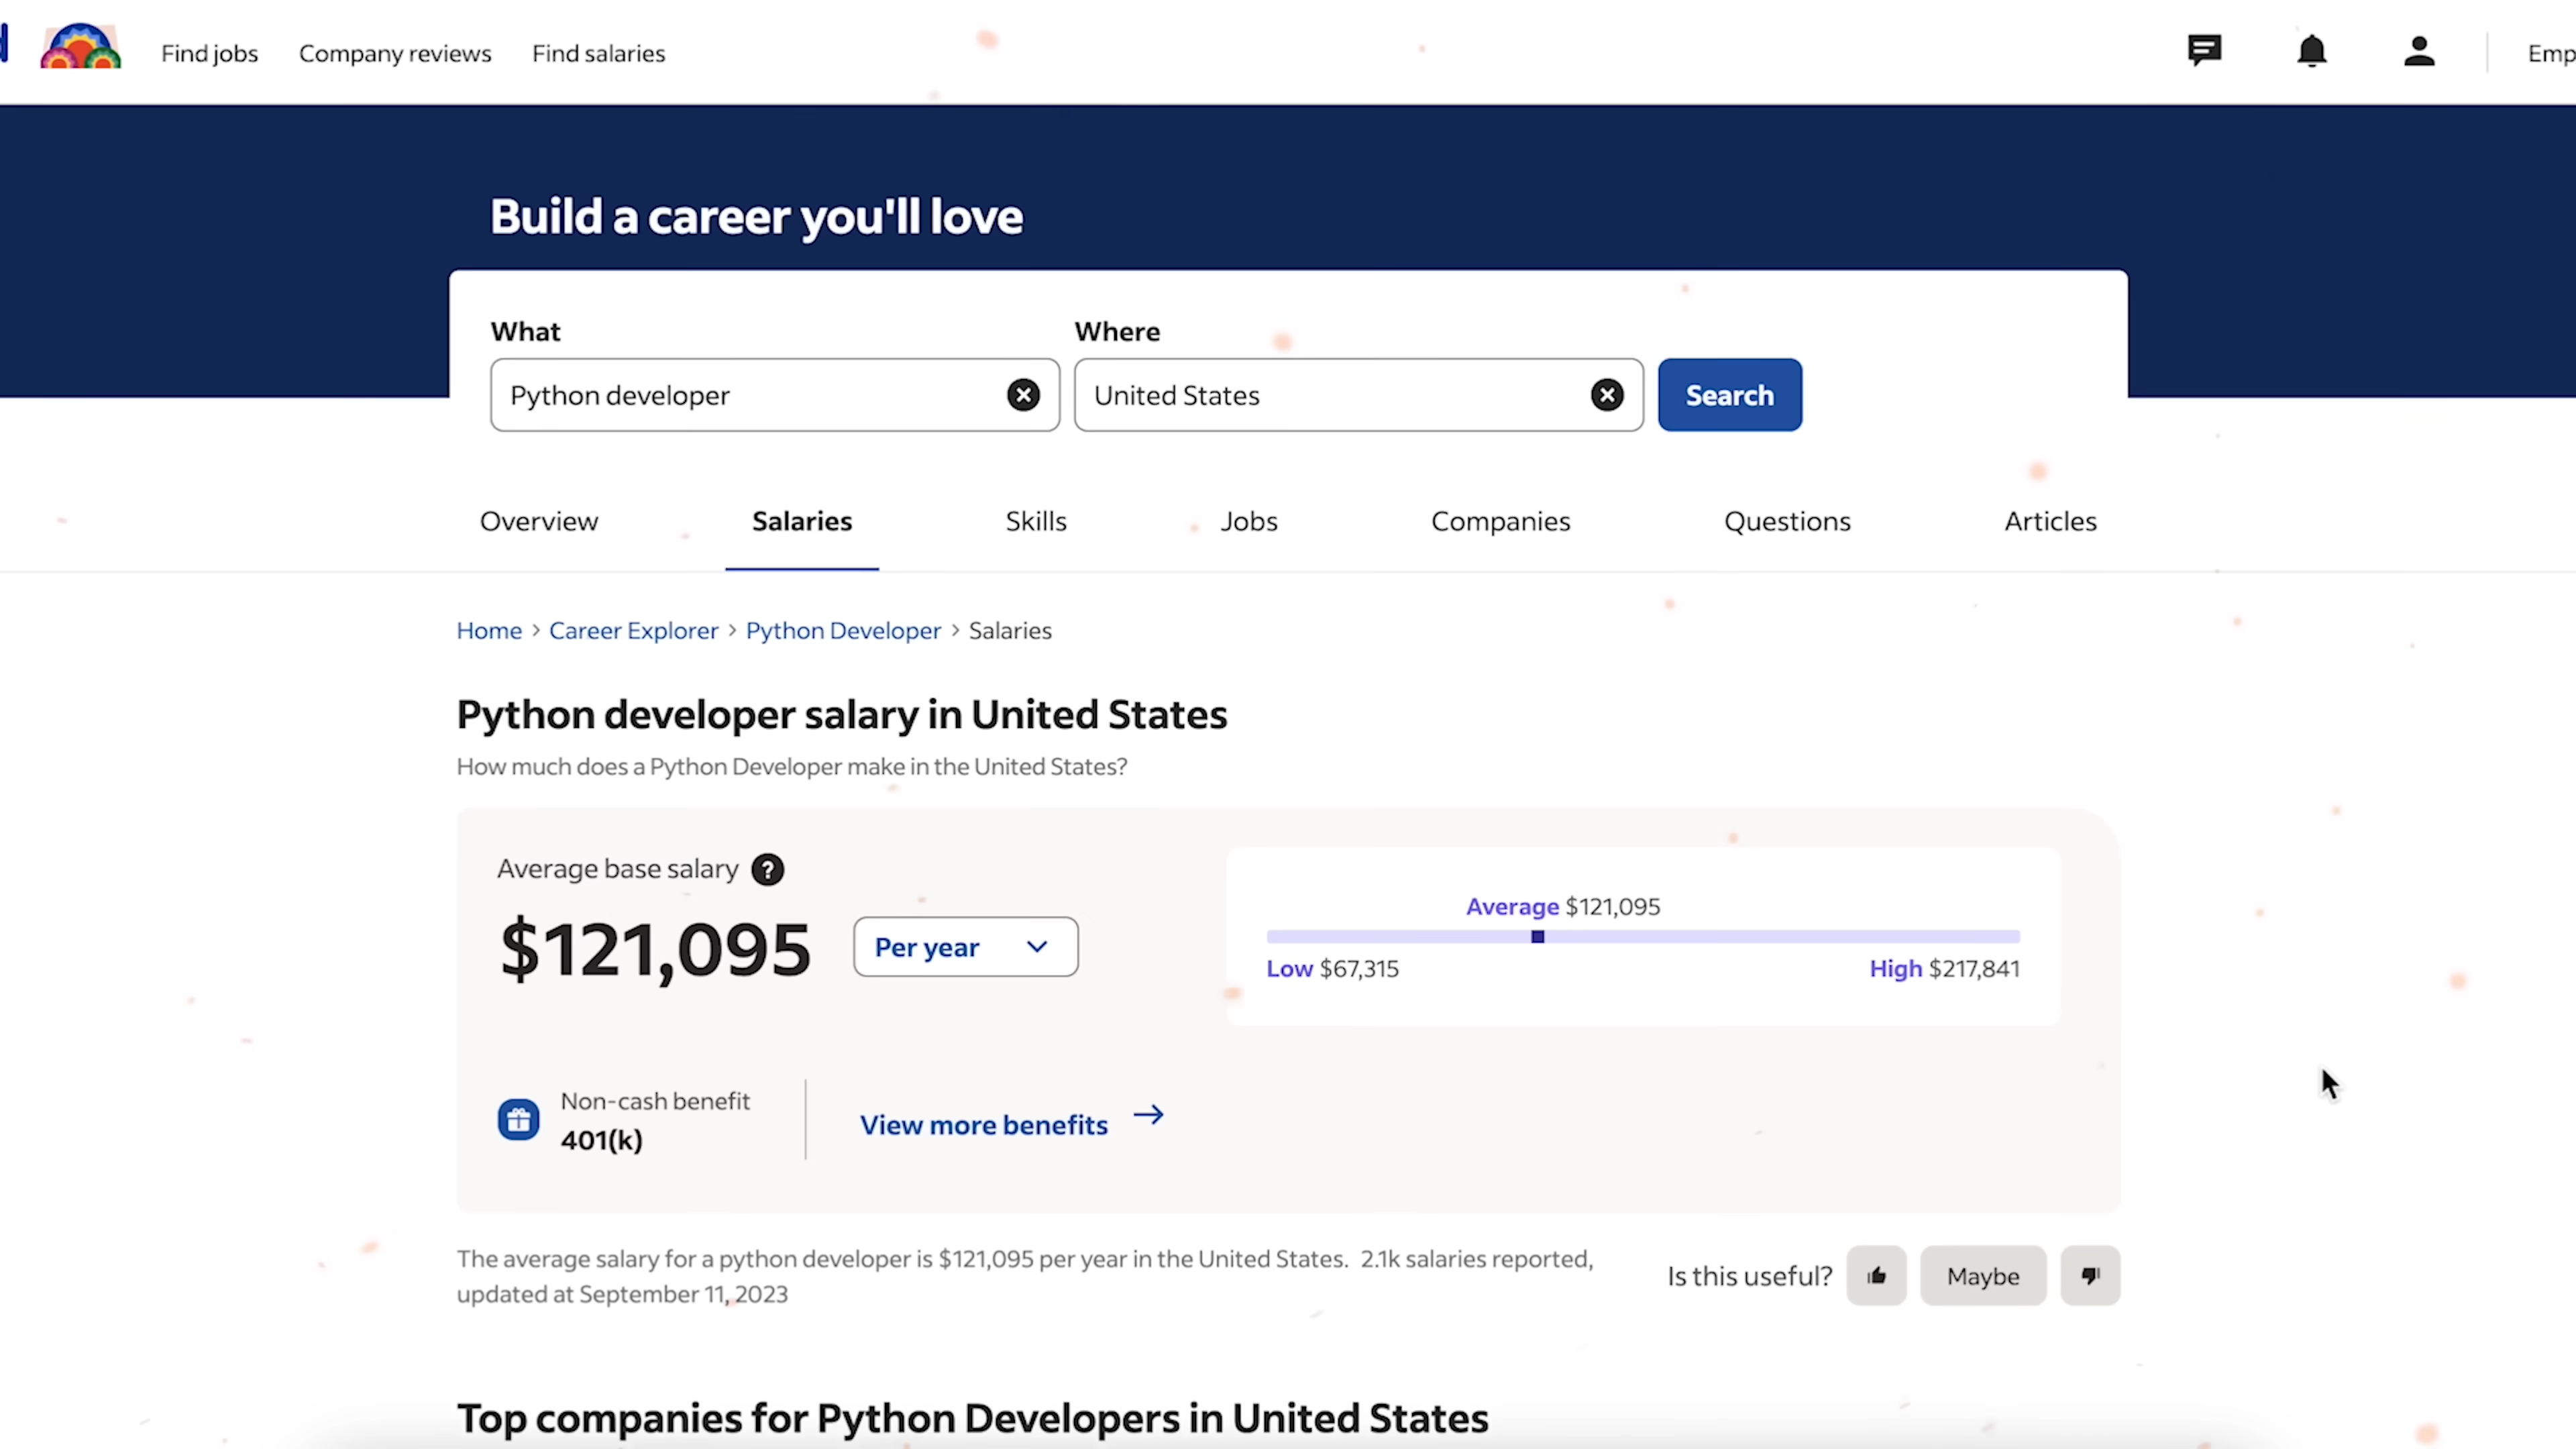 Find jobs Company reviews Find salaries
Build a career you'll love
What Where
Python developer United States Search
Overview Salaries Skills Jobs Companies Questions Articles
Home > Career Explorer > Python Developer > Salaries
Python developer salary in United States
How much does a Python Developer make in the United States?
Average base salary ?
$121,095 Per year
Average $121,095
Low $67,315 High $217,841
Non-cash benefit
401(k)
View more benefits →
The average salary for a python developer is $121,095 per year in the United States. 2.1k salaries reported,
updated at September 11, 2023
Is this useful? Maybe
Top companies for Python Developers in United States